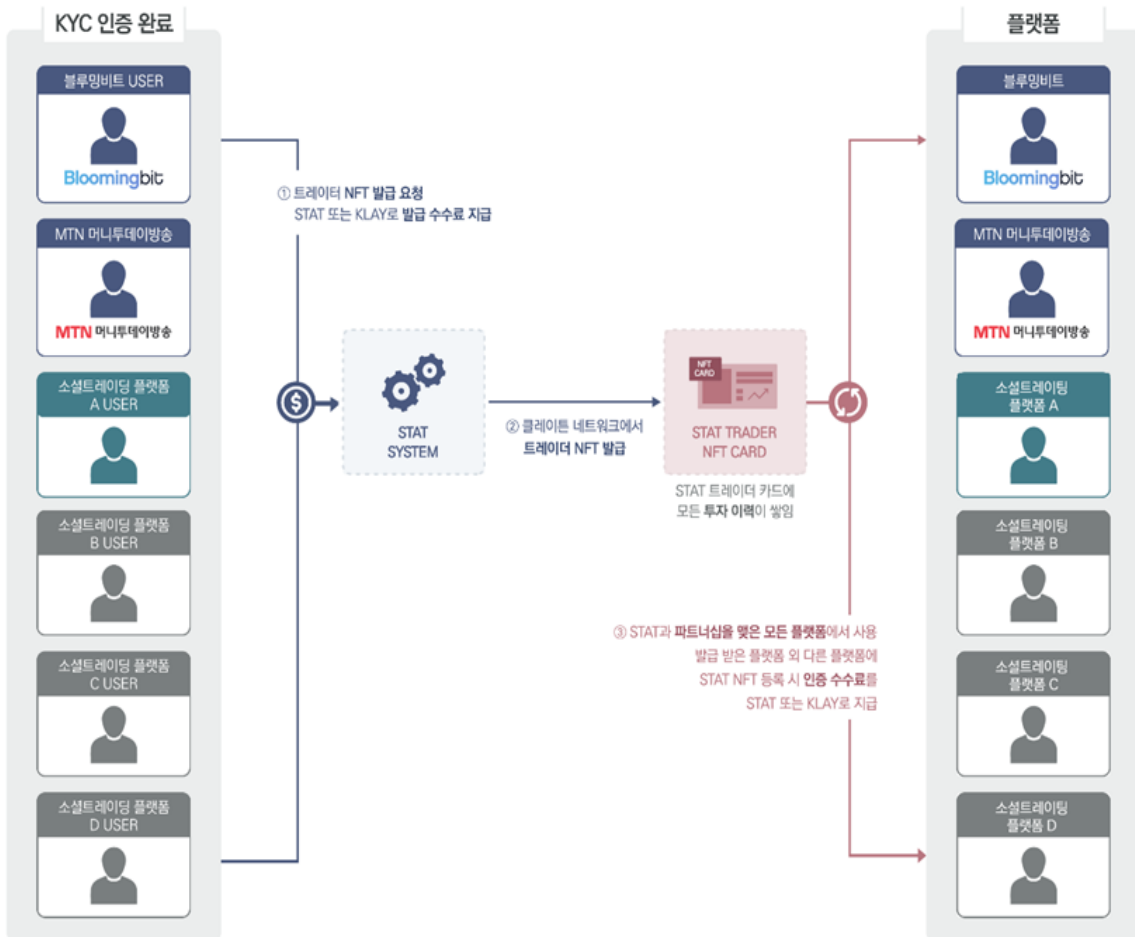 KYC 인증 완료
블루밍비트 USER
Bloomingbit
MTN 머니투데이방송
MTN 머니투데이방송
소셜트레이딩 플랫폼
A USER
소셜트레이딩 플랫폼
B USER
소셜트레이딩 플랫폼
C USER
소셜트레이딩 플랫폼
D USER
① 트레이터 NFT 발급 요청
STAT 또는 KLAY로 발급 수수료 지급
$
STAT
SYSTEM
② 클레이튼 네트워크에서
트레이더 NFT 발급
NFT
CARD
STAT TRADER
NFT CARD
STAT 트레이더 카드에
모든 투자 이력이 쌓임
③ STAT과 파트너십을 맺은 모든 플랫폼에서 사용
발급 받은 플랫폼 외 다른 플랫폼에
STAT NFT 등록 시 인증 수수료를
STAT 또는 KLAY로 지급
플랫폼
블루밍비트
Bloomingbit
MTN 머니투데이방송
MTN 머니투데이방송
소셜트레이팅
플랫폼 A
소셜트레이팅
플랫폼 B
소셜트레이팅
플랫폼 C
소셜트레이팅
플랫폼 D